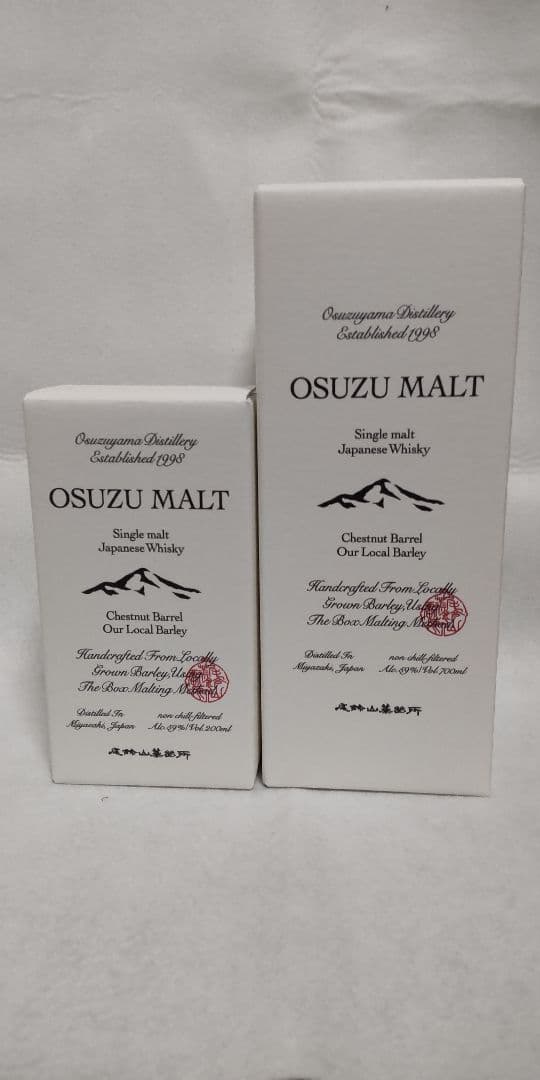 Osuzuyama Distillery
Established 1998
OSUZU MALT
Single malt
Japanese Whisky
Chestnut Barrel
Our Local Barley
Handcrafted From Locally
Grown Barley, Using
The Box Malting Method
Distilled In
Miyazaki, Japan
non chill-filtered
Alc.59%/Vol.200ml
尾鈴山蒸留所
Osuzuyama Distillery
Established 1998
OSUZU MALT
Single malt
Japanese Whisky
Chestnut Barrel
Our Local Barley
Handcrafted From Locally
Grown Barley, Using
The Box Malting Method
Distilled In
Miyazaki, Japan
non chill-filtered
Alc.59%/Vol.700ml
尾鈴山蒸留所